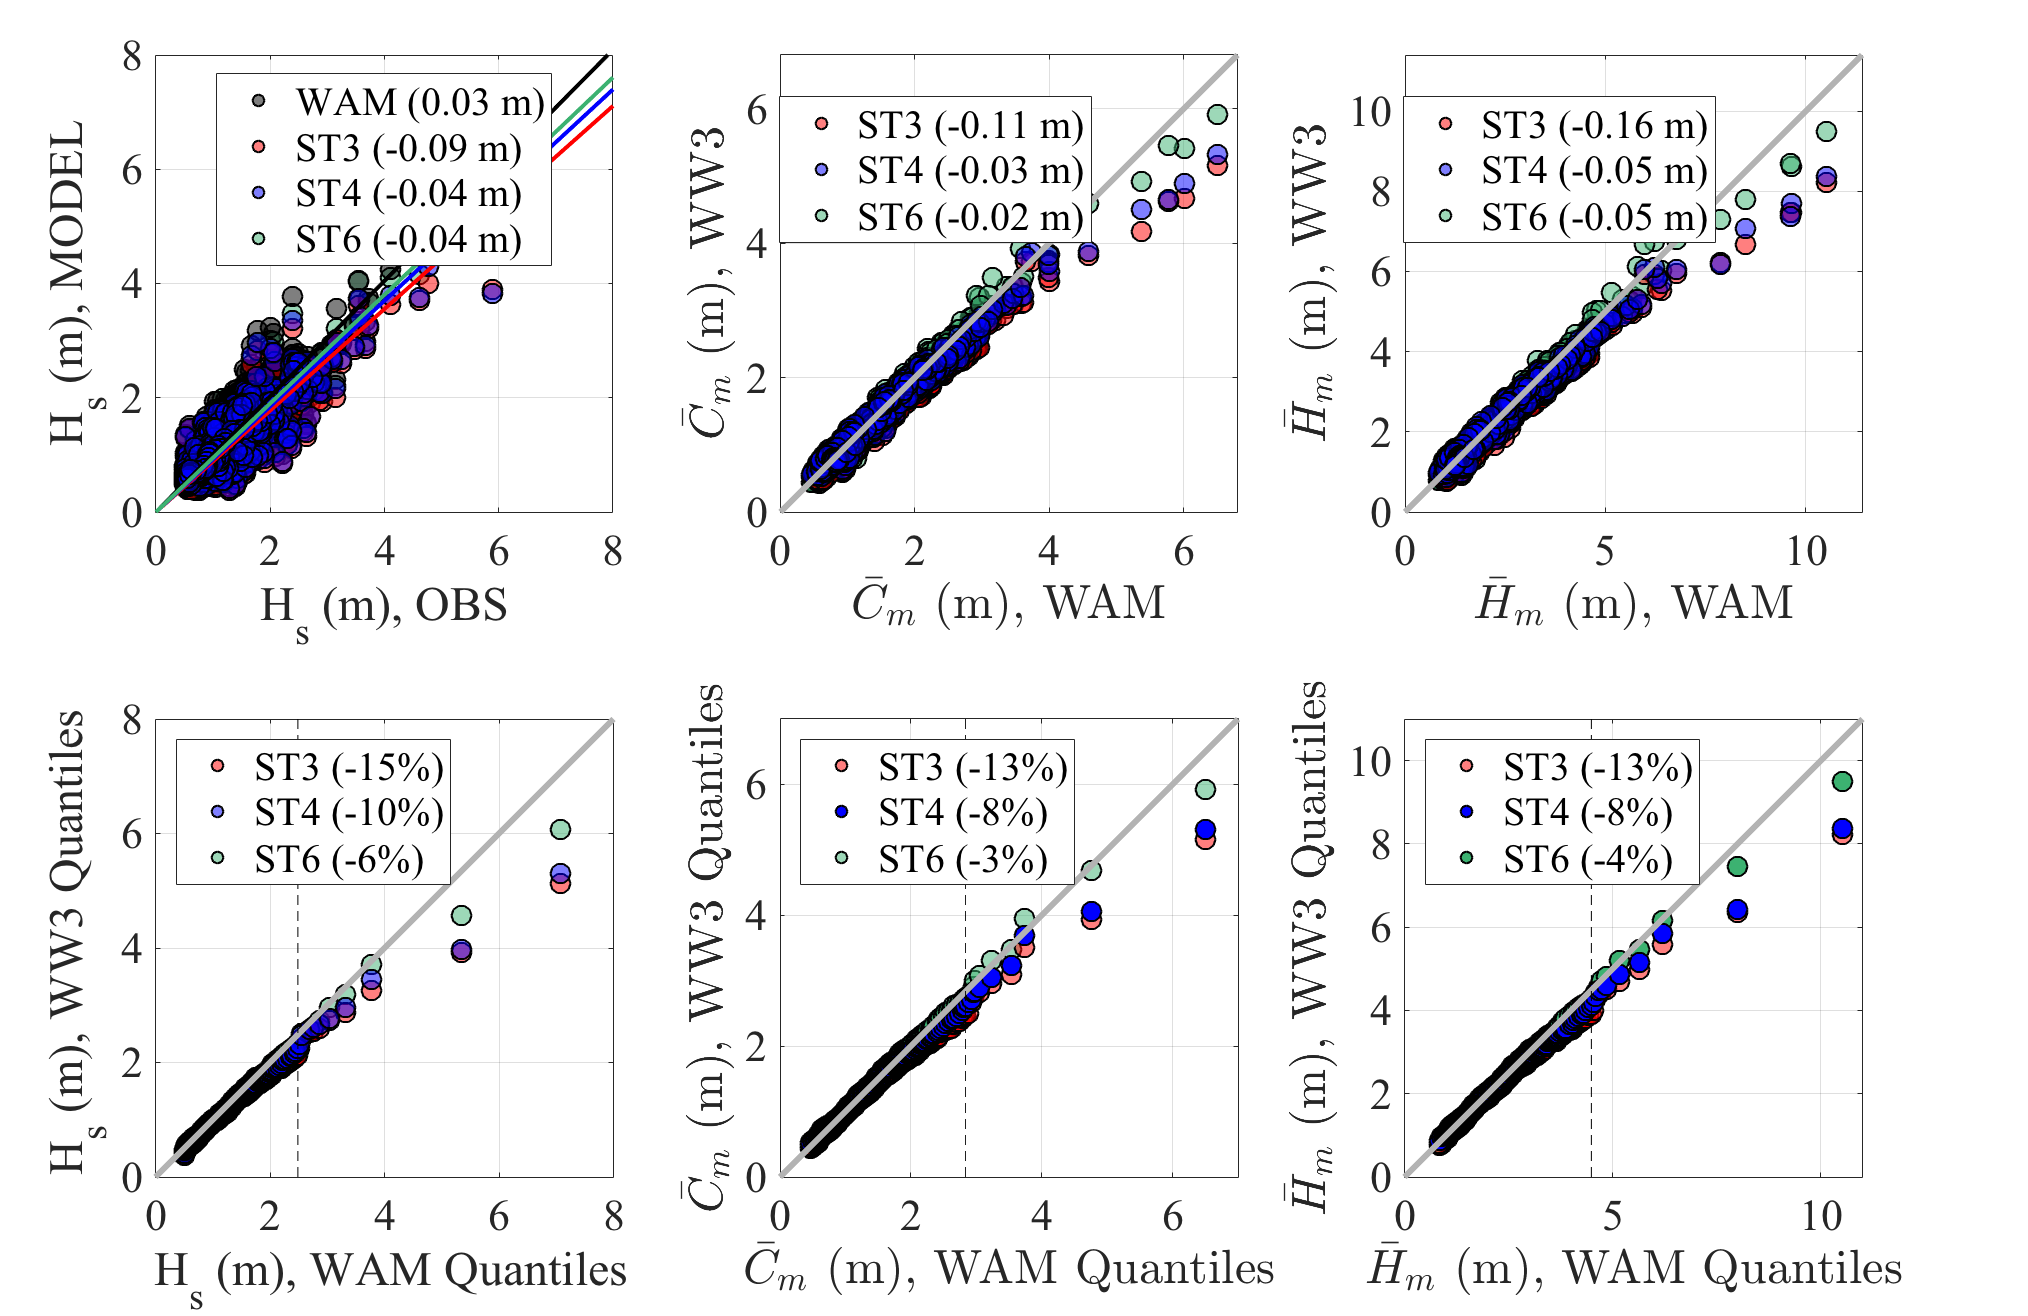 H_s (m), MODEL
8
6
4
2
0
WAM (0.03 m)
ST3 (-0.09 m)
ST4 (-0.04 m)
ST6 (-0.04 m)
0 2 4 6 8
H_s (m), OBS
C̄_m (m), WW3
6
4
2
0
ST3 (-0.11 m)
ST4 (-0.03 m)
ST6 (-0.02 m)
0 2 4 6
C̄_m (m), WAM
H̄_m (m), WW3
10
8
6
4
2
0
ST3 (-0.16 m)
ST4 (-0.05 m)
ST6 (-0.05 m)
0 5 10
H̄_m (m), WAM
H_s (m), WW3 Quantiles
8
6
4
2
0
ST3 (-15%)
ST4 (-10%)
ST6 (-6%)
0 2 4 6 8
H_s (m), WAM Quantiles
C̄_m (m), WW3 Quantiles
6
4
2
0
ST3 (-13%)
ST4 (-8%)
ST6 (-3%)
0 2 4 6
C̄_m (m), WAM Quantiles
H̄_m (m), WW3 Quantiles
10
8
6
4
2
0
ST3 (-13%)
ST4 (-8%)
ST6 (-4%)
0 5 10
H̄_m (m), WAM Quantiles